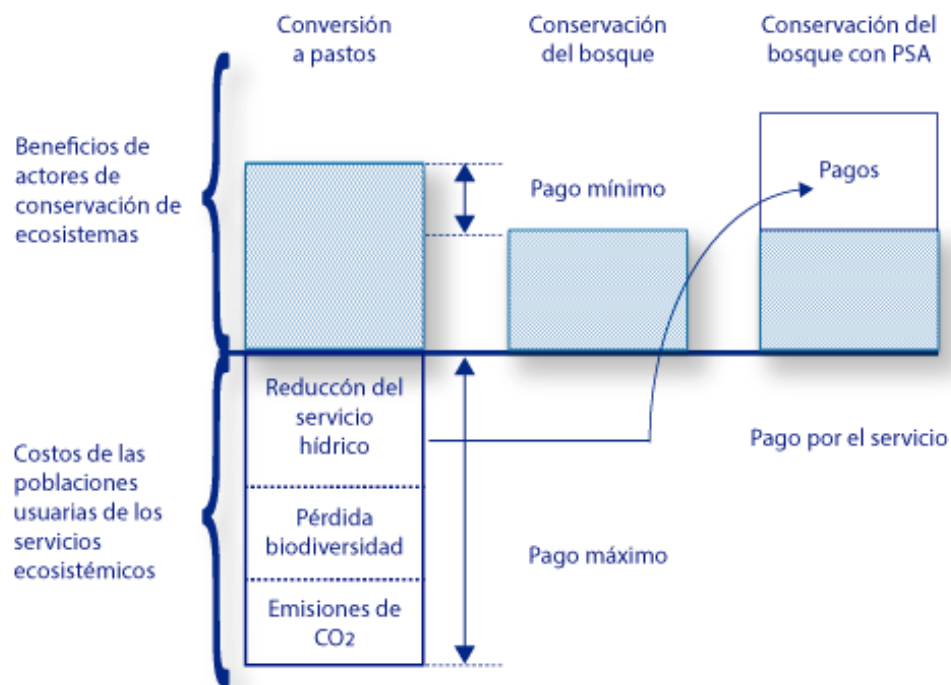 Conversión
a pastos
Conservación
del bosque
Conservación del
bosque con PSA
Beneficios de
actores de
conservación de
ecosistemas
Pago mínimo
Pagos
Reduccón del
servicio
hídrico
Pago por el servicio
Costos de las
poblaciones
usuarias de los
servicios
ecosistémicos
Pérdida
biodiversidad
Pago máximo
Emisiones de
CO2